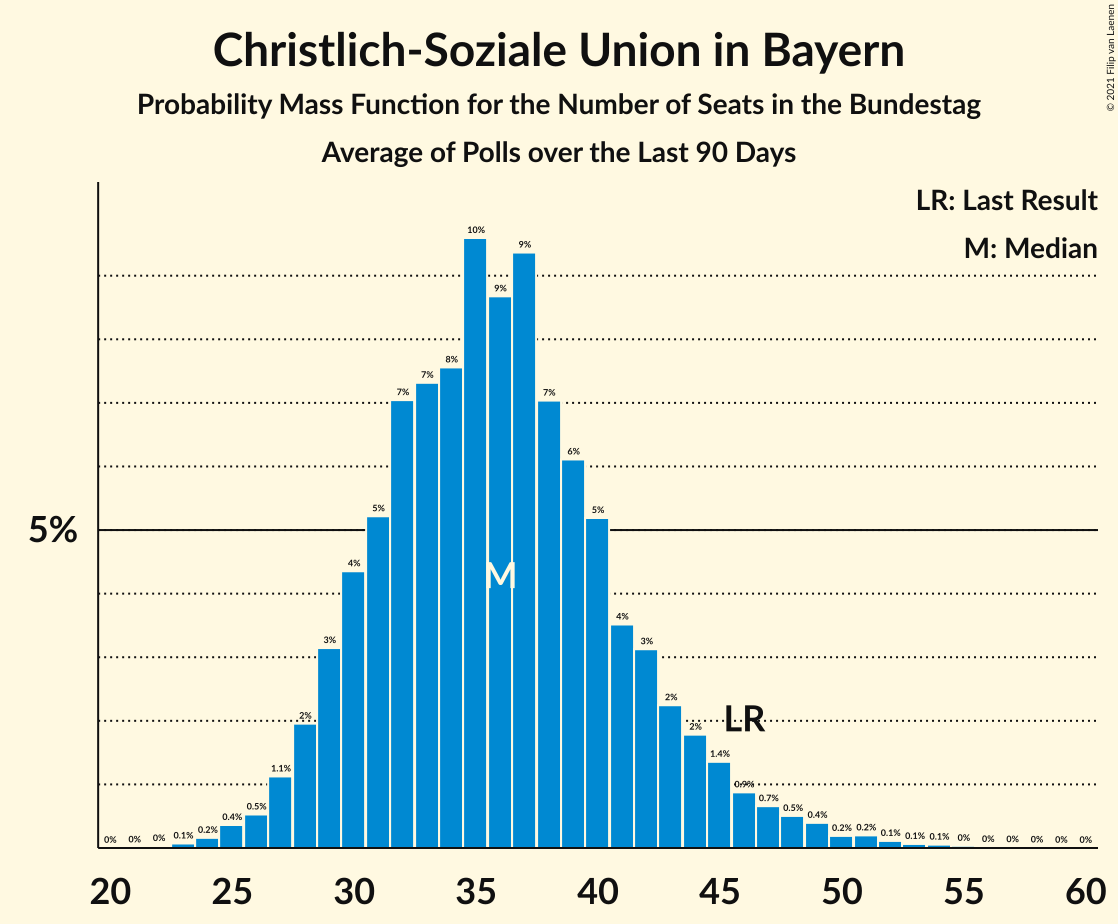 Christlich-Soziale Union in Bayern
Probability Mass Function for the Number of Seats in the Bundestag
Average of Polls over the Last 90 Days
© 2021 Filip van Laenen
LR: Last Result
M: Median
5%
0% 0% 0% 0.1% 0.2% 0.4% 0.5% 1.1% 2% 3% 4% 5% 7% 7% 8% 10% 9% 9% 7% 6% 5% 4% 3% 2% 2% 1.4% 0.9% 0.7% 0.5% 0.4% 0.2% 0.2% 0.1% 0.1% 0.1% 0% 0% 0% 0% 0% 0%
M
LR
20 25 30 35 40 45 50 55 60